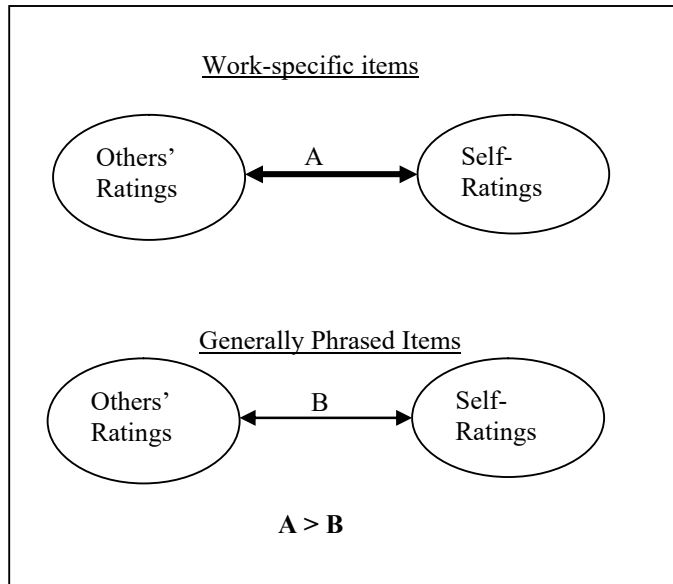 Work-specific items
Others’
Ratings
A
Self-
Ratings
Generally Phrased Items
Others’
Ratings
B
Self-
Ratings
A > B